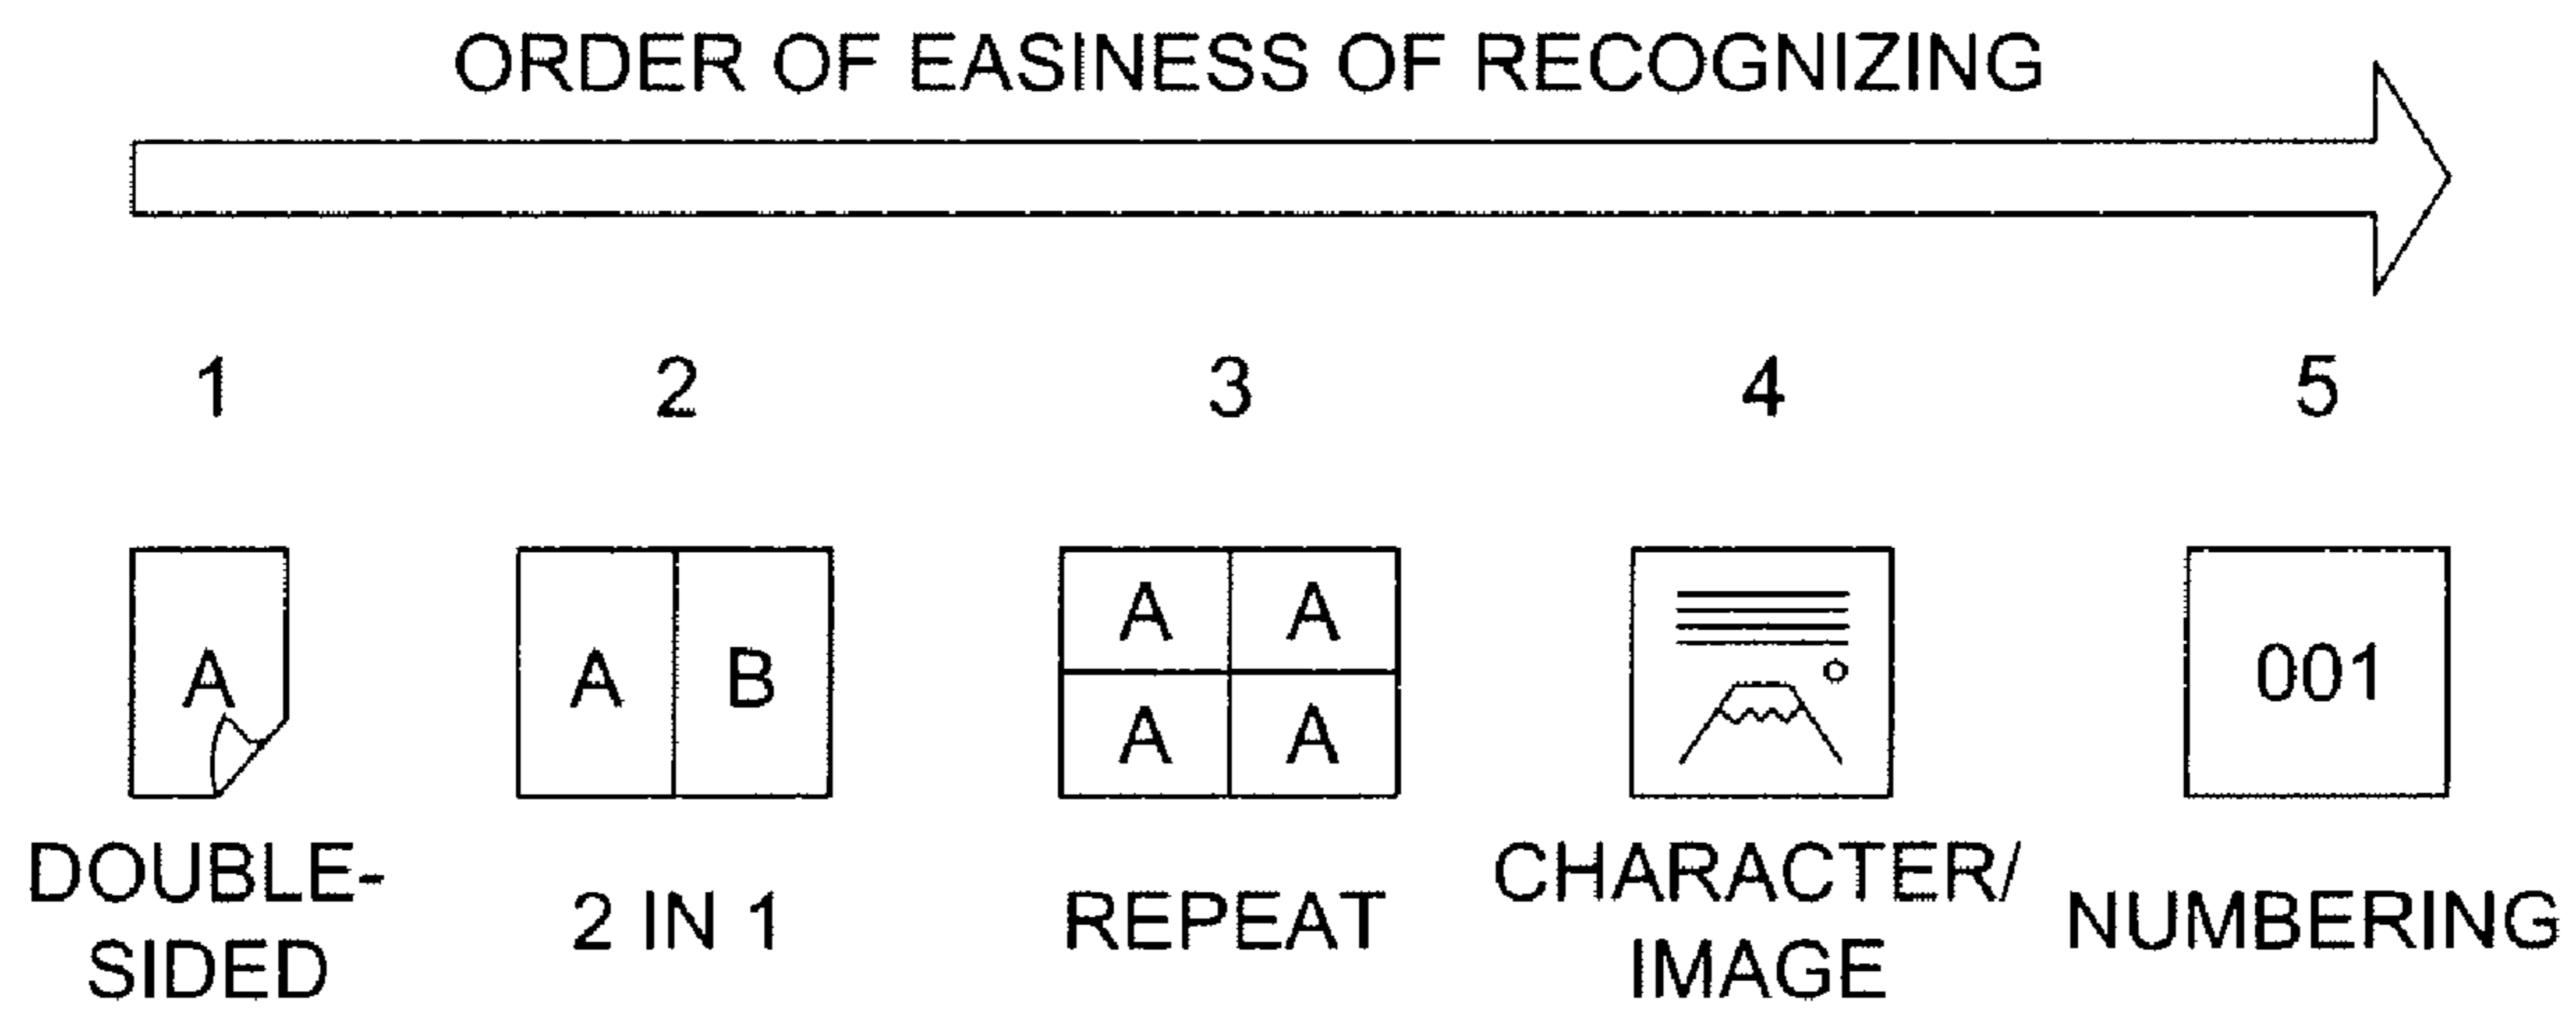 ORDER OF EASINESS OF RECOGNIZING
1 2 3 4 5
A
A B
A A
A A
001
DOUBLE-
SIDED
2 IN 1
REPEAT
CHARACTER/
IMAGE
NUMBERING